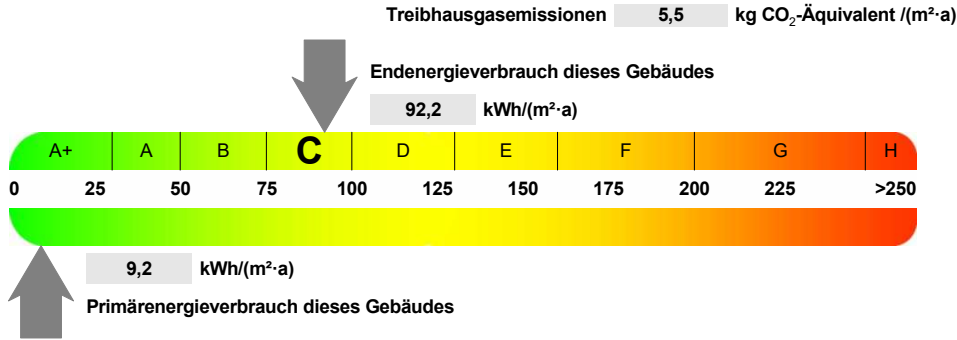 Treibhausgasemissionen 5,5 kg CO₂-Äquivalent /(m²·a)
Endenergieverbrauch dieses Gebäudes
92,2 kWh/(m²·a)
A+ A B C D E F G H
0 25 50 75 100 125 150 175 200 225 >250
9,2 kWh/(m²·a)
Primärenergieverbrauch dieses Gebäudes